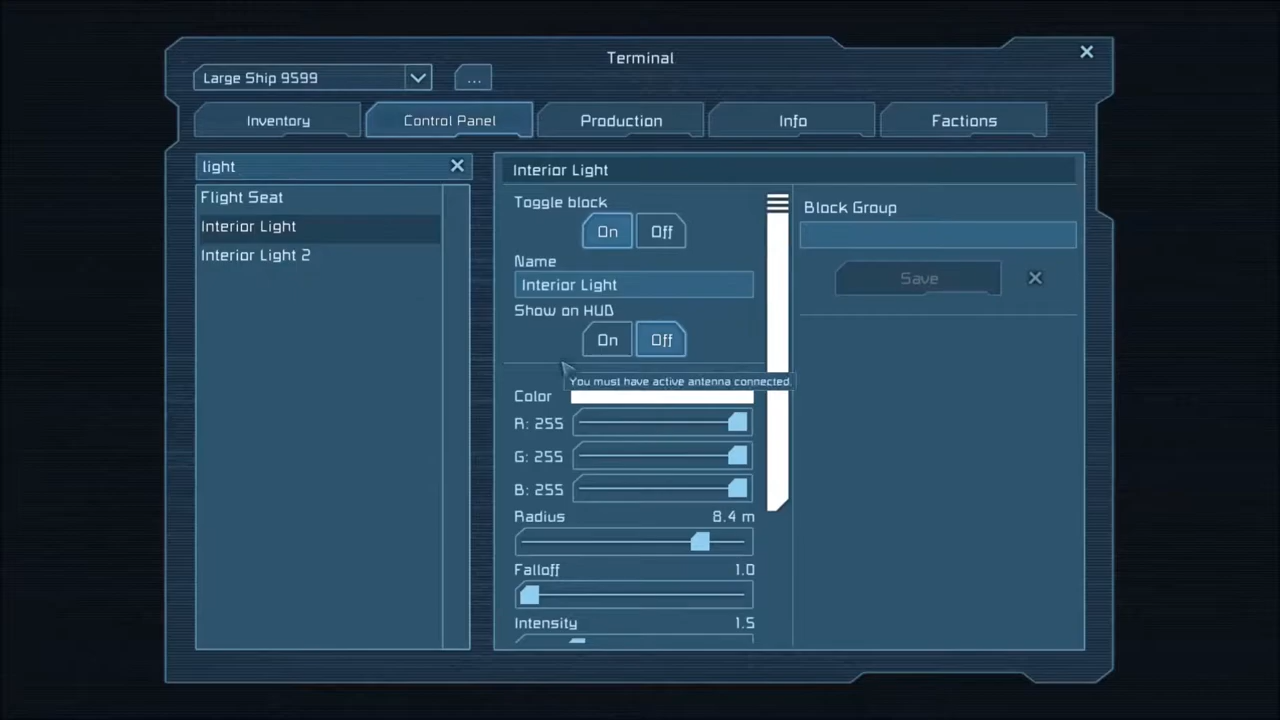 Terminal
Large Ship 9599
...
Inventory
Control Panel
Production
Info
Factions
light
Flight Seat
Interior Light
Interior Light 2
Interior Light
Toggle block
On Off
Name
Interior Light
Show on HUD
On Off
You must have active antenna connected.
Color
R: 255
G: 255
B: 255
Radius 8.4 m
Falloff 1.0
Intensity 1.5
Block Group
Save